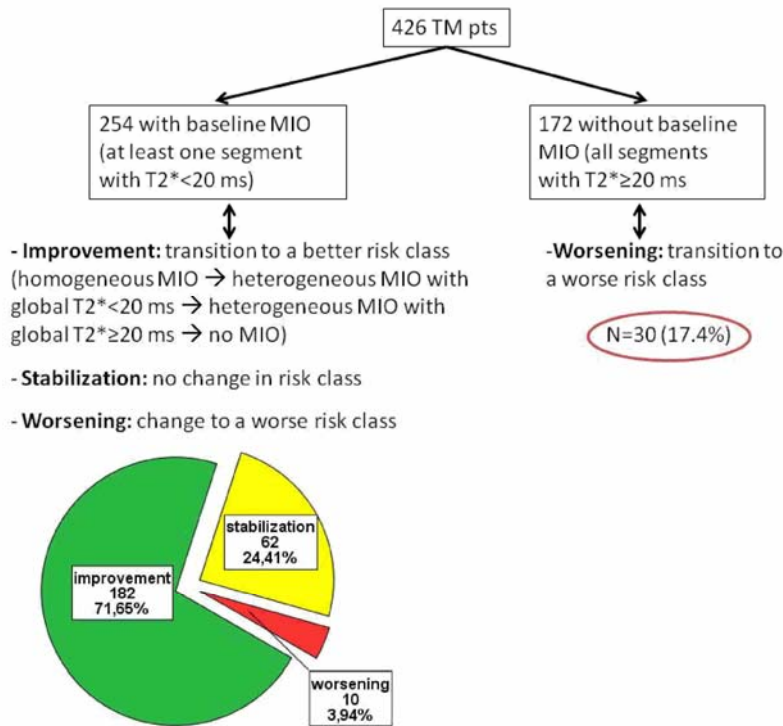 426 TM pts
254 with baseline MIO
(at least one segment
with T2*<20 ms)
172 without baseline
MIO (all segments
with T2*≥20 ms
- Improvement: transition to a better risk class
(homogeneous MIO → heterogeneous MIO with
global T2*<20 ms → heterogeneous MIO with
global T2*≥20 ms → no MIO)
- Stabilization: no change in risk class
- Worsening: change to a worse risk class
-Worsening: transition to
a worse risk class
N=30 (17.4%)
stabilization
62
24,41%
improvement
182
71,65%
worsening
10
3,94%